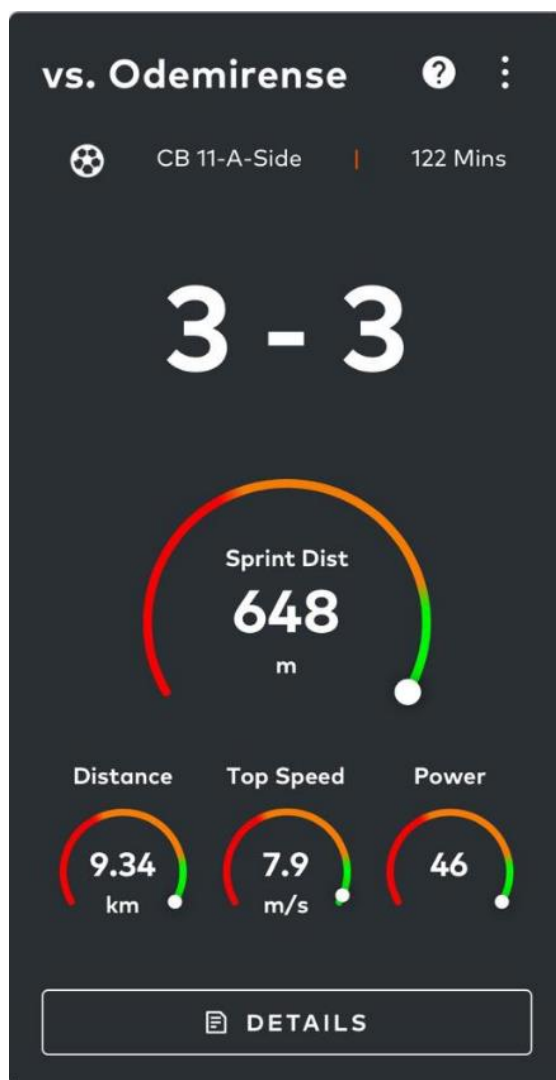 vs. Odemirense ?
CB 11-A-Side | 122 Mins
3 - 3
Sprint Dist
648
m
Distance Top Speed Power
9.34 7.9 46
km m/s
DETAILS